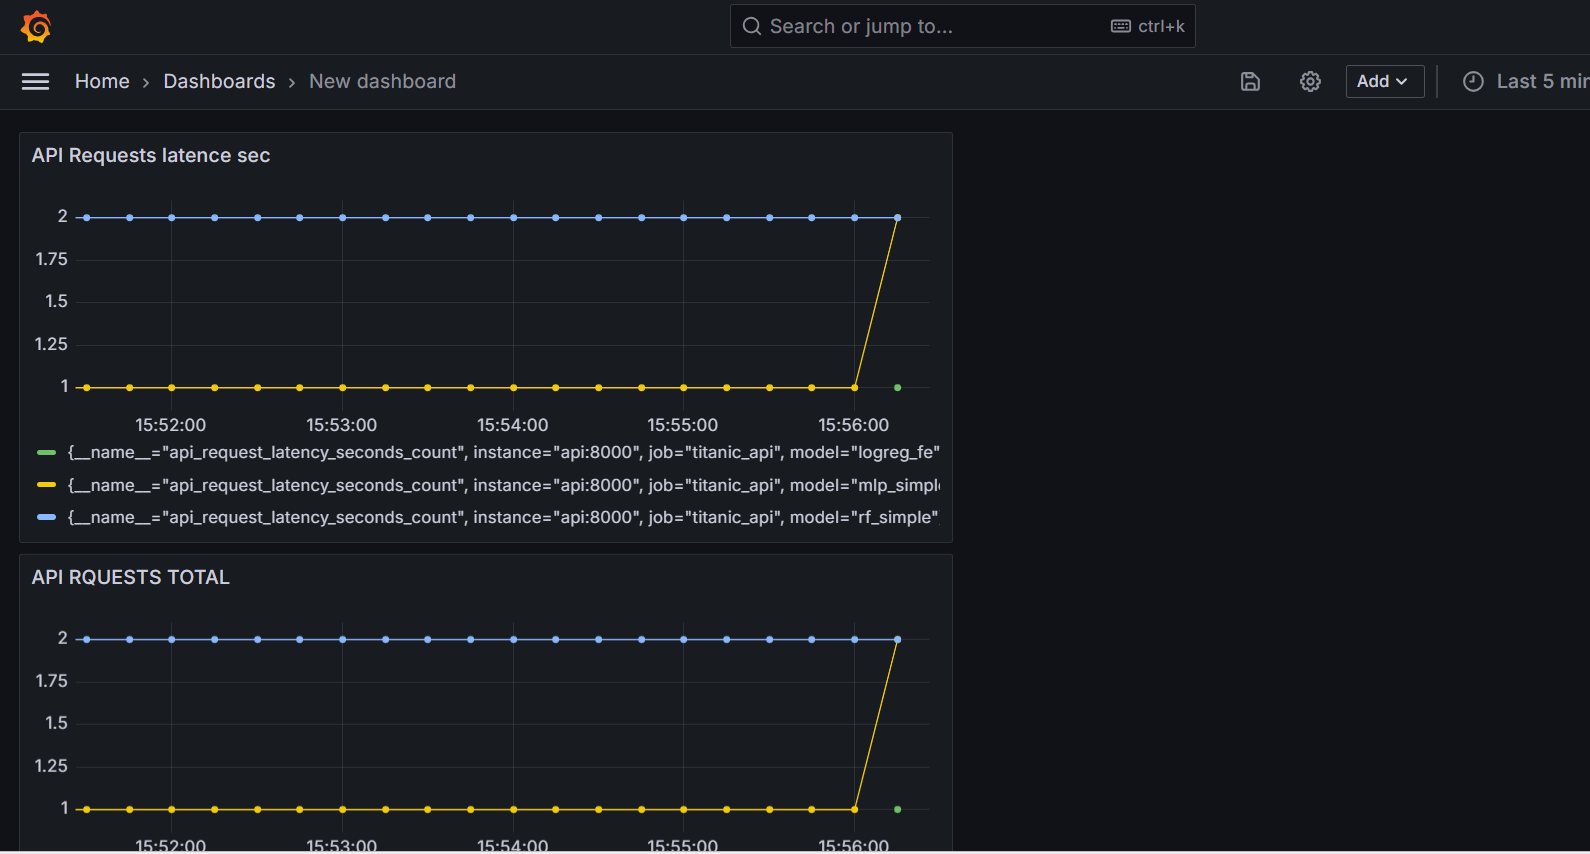 Search or jump to... ctrl+k
Home › Dashboards › New dashboard Add Last 5 min
API Requests latence sec
2
1.75
1.5
1.25
1
15:52:00 15:53:00 15:54:00 15:55:00 15:56:00
{__name__="api_request_latency_seconds_count", instance="api:8000", job="titanic_api", model="logreg_fe"
{__name__="api_request_latency_seconds_count", instance="api:8000", job="titanic_api", model="mlp_simpl
{__name__="api_request_latency_seconds_count", instance="api:8000", job="titanic_api", model="rf_simple"
API RQUESTS TOTAL
2
1.75
1.5
1.25
1
15:52:00 15:53:00 15:54:00 15:55:00 15:56:00